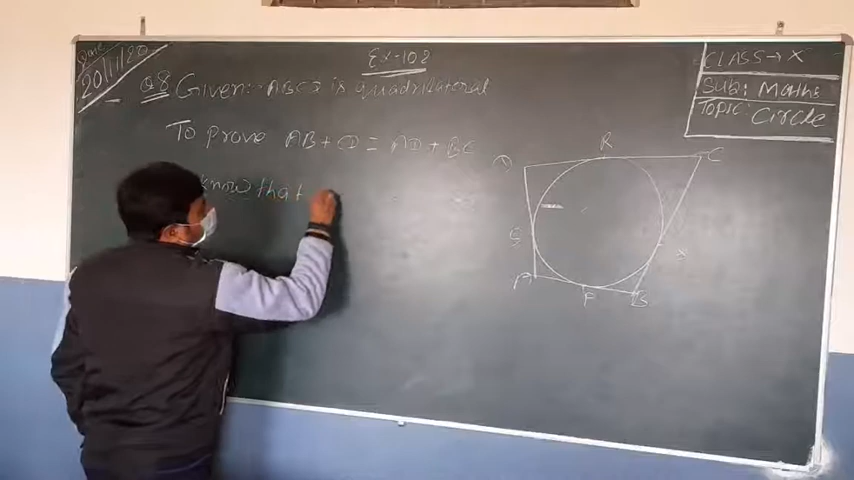 Date
20/11/20
Ex-10.2
CLASS→X
Sub: Maths
Topic: Circle
Q8 Given:- ABCD is quadrilateral
To prove AB + CD = AD + BC
know that
D
R
C
A
P
B